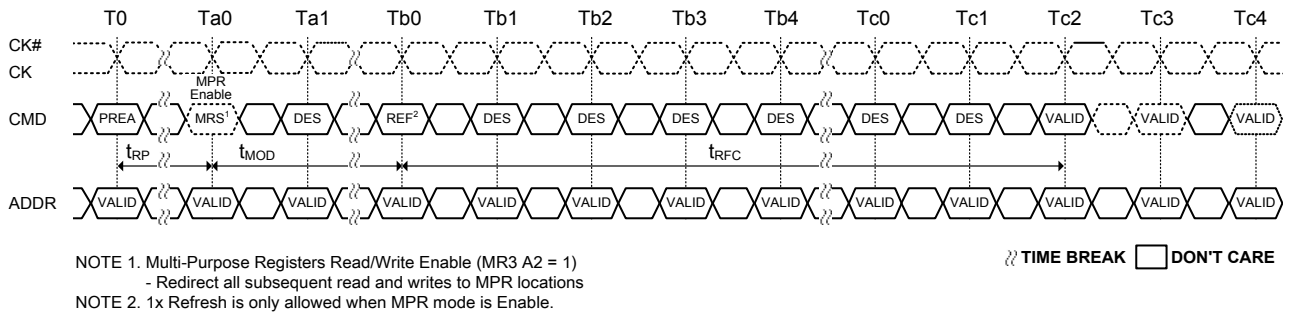 T0 Ta0 Ta1 Tb0 Tb1 Tb2 Tb3 Tb4 Tc0 Tc1 Tc2 Tc3 Tc4
CK#
CK
MPR
Enable
CMD PREA MRS1 DES REF2 DES DES DES DES DES DES VALID VALID VALID
tRP tMOD tRFC
ADDR VALID VALID VALID VALID VALID VALID VALID VALID VALID VALID VALID VALID VALID
NOTE 1. Multi-Purpose Registers Read/Write Enable (MR3 A2 = 1)
- Redirect all subsequent read and writes to MPR locations
NOTE 2. 1x Refresh is only allowed when MPR mode is Enable.
TIME BREAK DON'T CARE